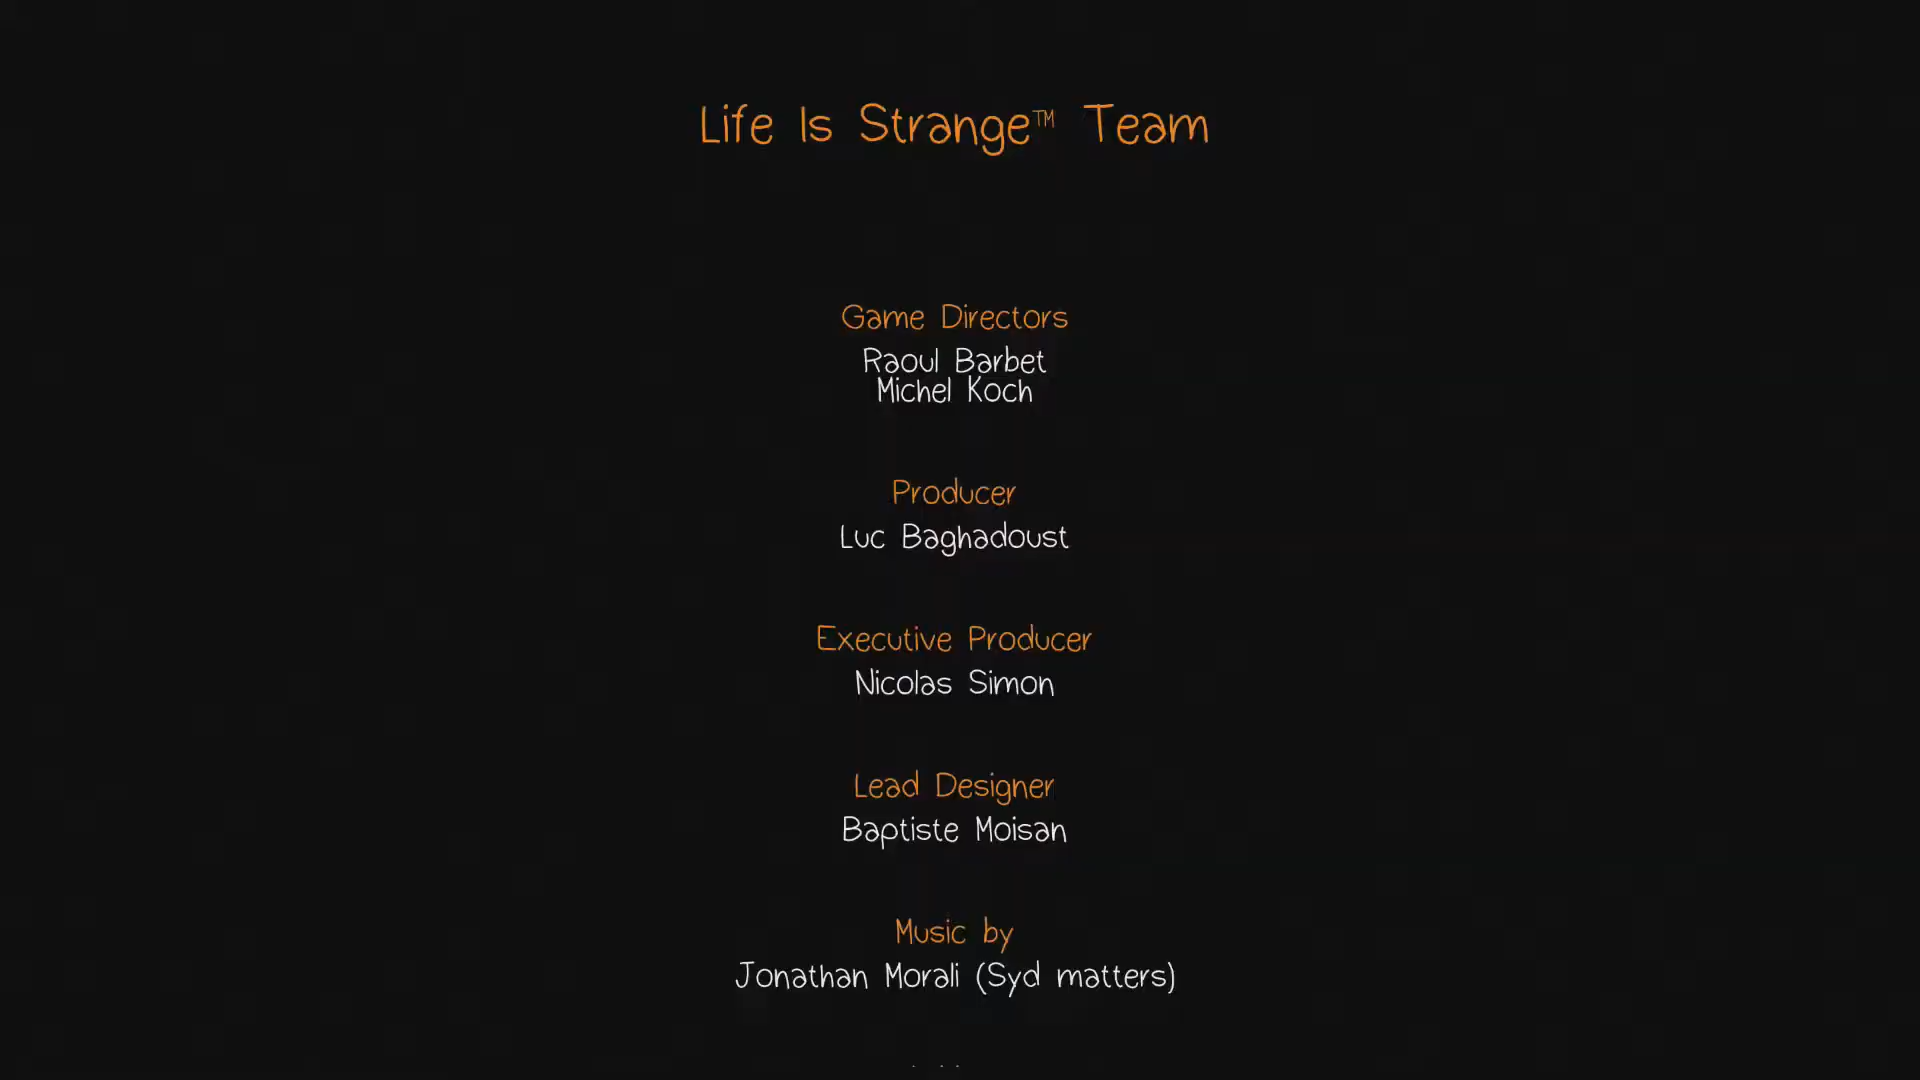 Life Is Strange™ Team
Game Directors
Raoul Barbet
Michel Koch
Producer
Luc Baghadoust
Executive Producer
Nicolas Simon
Lead Designer
Baptiste Moisan
Music by
Jonathan Morali (Syd matters)